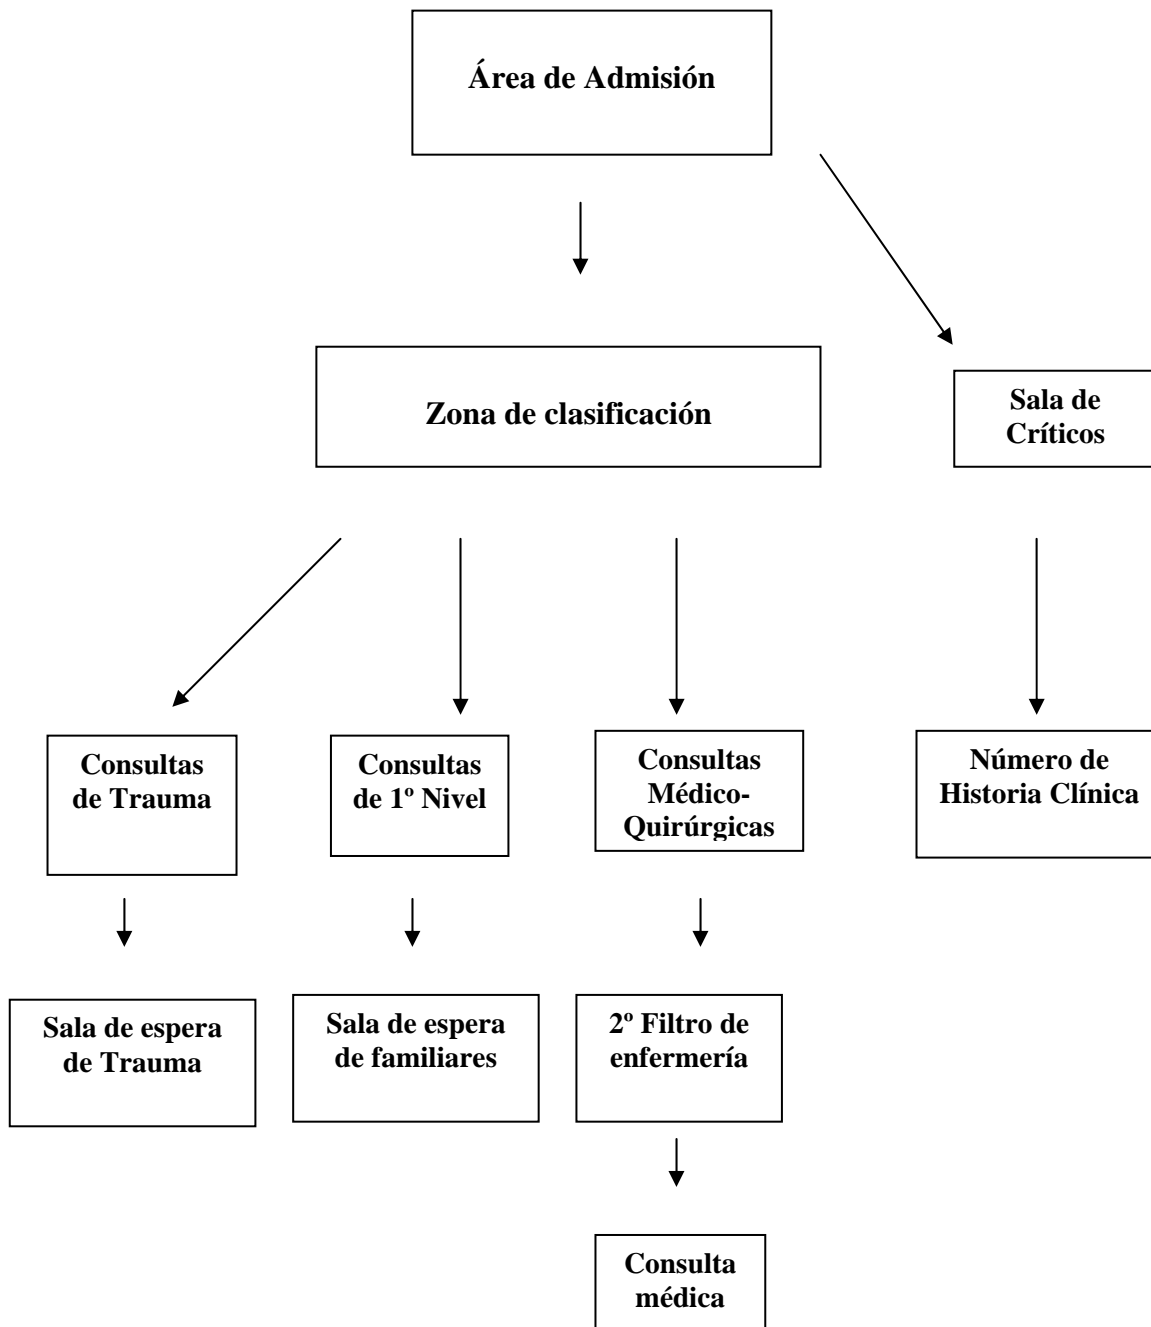 Área de Admisión
Zona de clasificación
Sala de
Críticos
Consultas
de Trauma
Consultas
de 1º Nivel
Consultas
Médico-
Quirúrgicas
Número de
Historia Clínica
Sala de espera
de Trauma
Sala de espera
de familiares
2º Filtro de
enfermería
Consulta
médica